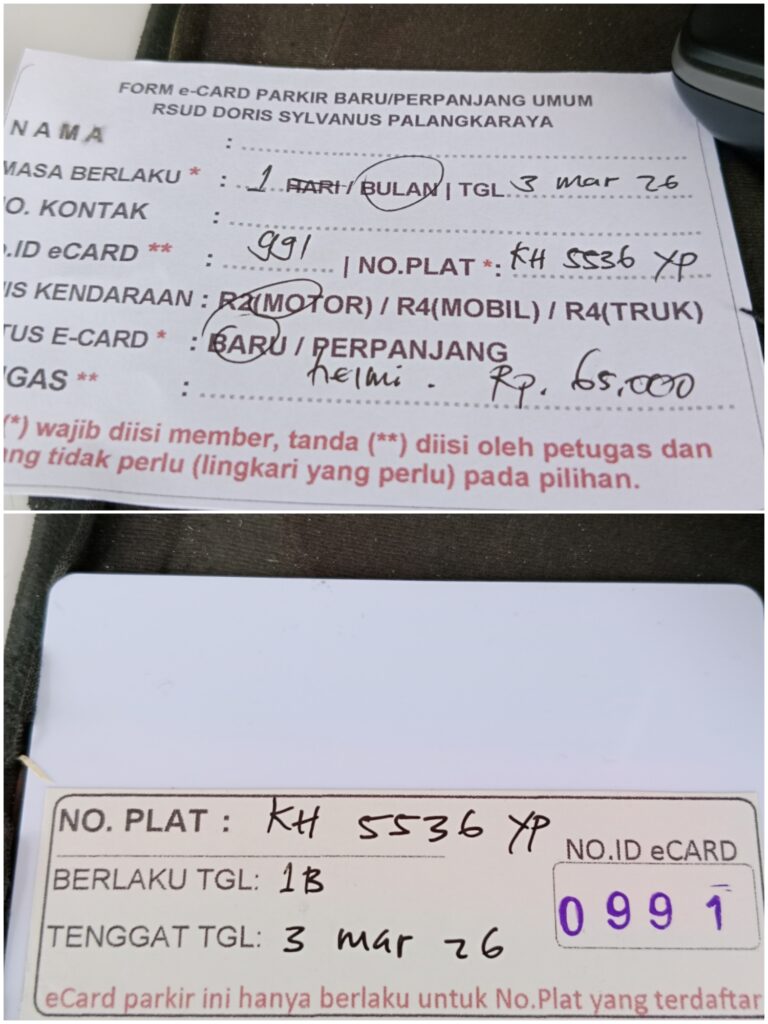 FORM e-CARD PARKIR BARU/PERPANJANG UMUM
RSUD DORIS SYLVANUS PALANGKARAYA
NAMA :
MASA BERLAKU * : 1 HARI / BULAN | TGL 3 mar 26
O. KONTAK :
.ID eCARD ** : 991 | NO.PLAT *: KH 5536 YP
IS KENDARAAN : R2(MOTOR) / R4(MOBIL) / R4(TRUK)
TUS E-CARD * : BARU / PERPANJANG
GAS ** : helmi. Rp. 65.000
(*) wajib diisi member, tanda (**) diisi oleh petugas dan
ng tidak perlu (lingkari yang perlu) pada pilihan.
NO. PLAT : KH 5536 YP
NO.ID eCARD
BERLAKU TGL: 1B
0991
TENGGAT TGL: 3 mar 26
eCard parkir ini hanya berlaku untuk No.Plat yang terdaftar